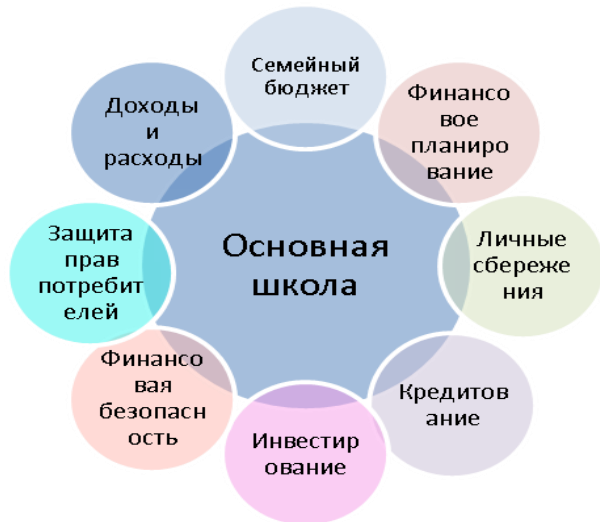 Семейный
бюджет
Финансо
вое
планиро
вание
Личные
сбереже
ния
Кредитов
ание
Инвестир
ование
Финансо
вая
безопасн
ость
Защита
прав
потребит
елей
Доходы
и
расходы
Основная
школа